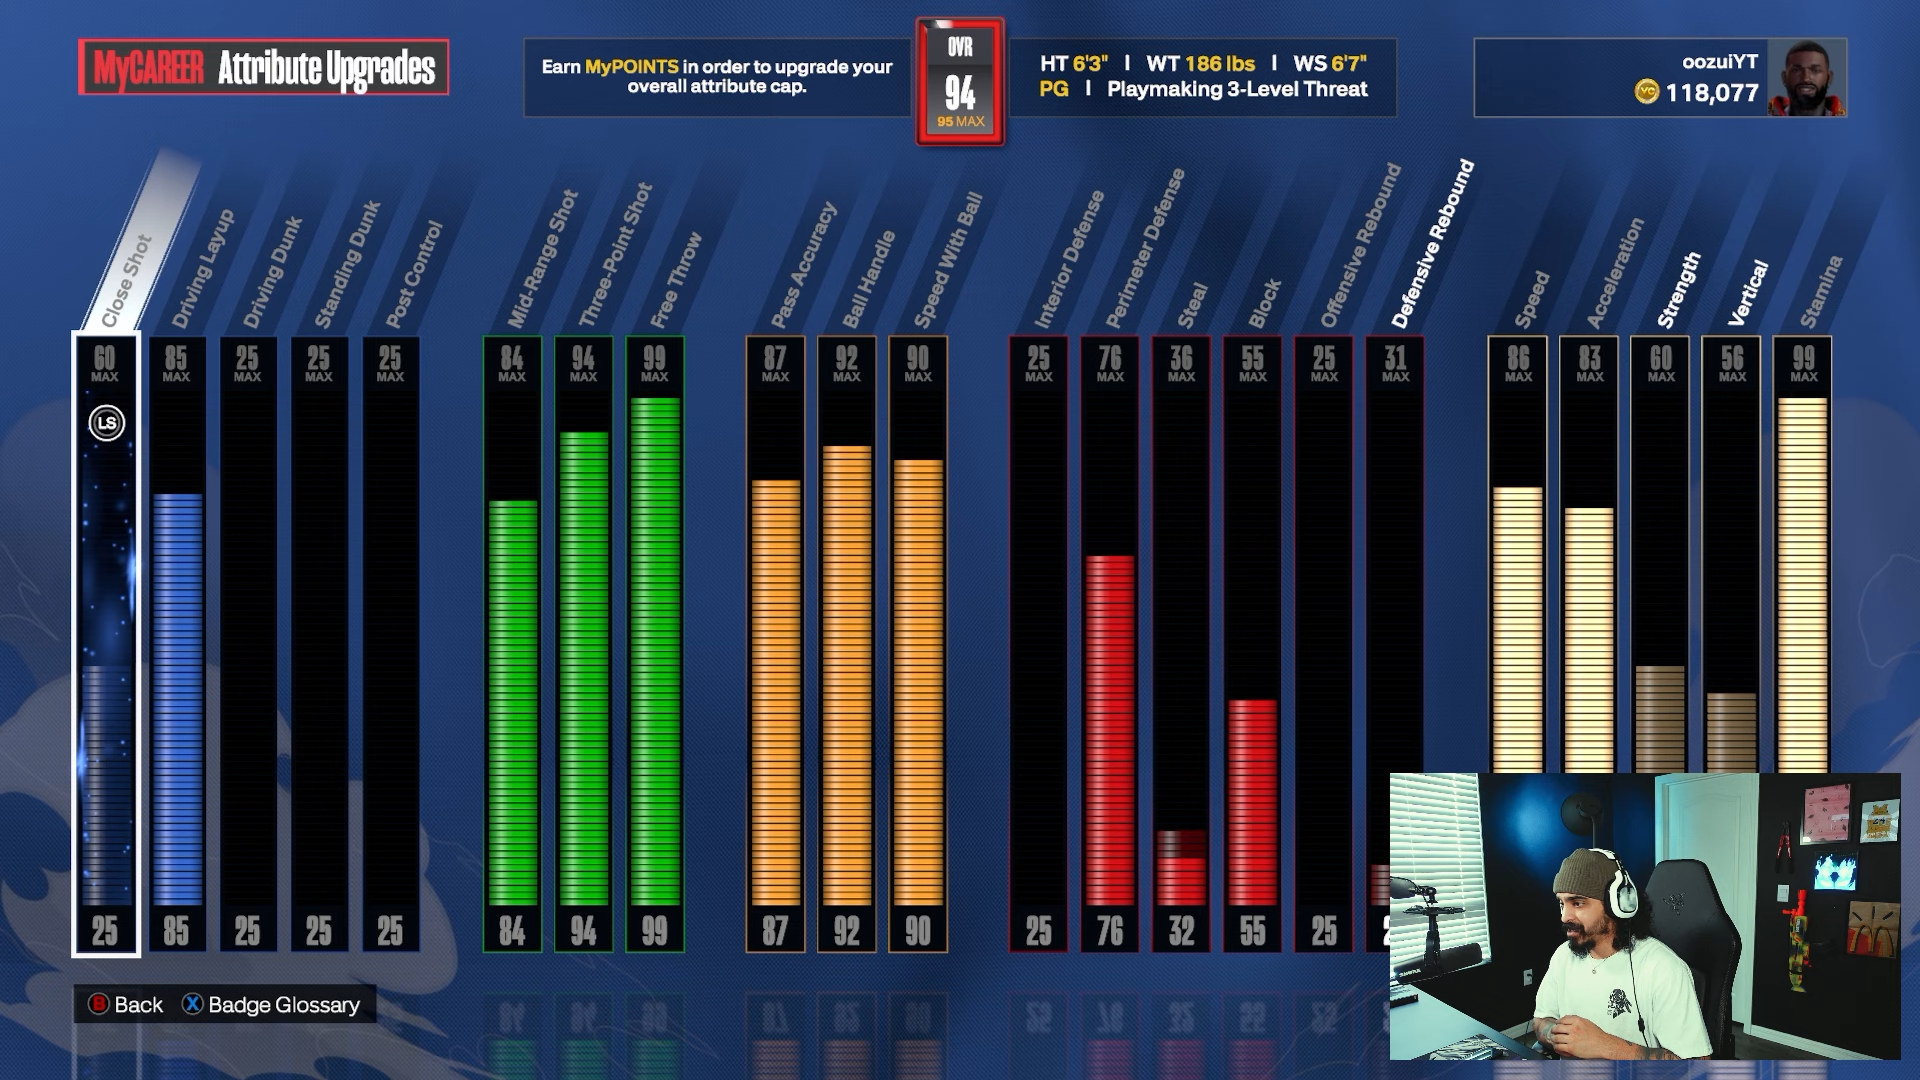 MyCAREER Attribute Upgrades
Earn MyPOINTS in order to upgrade your
overall attribute cap.
OVR
94
95 MAX
HT 6'3" | WT 186 lbs | WS 6'7"
PG | Playmaking 3-Level Threat
oozuiYT
VC 118,077
Close Shot
Driving Layup
Driving Dunk
Standing Dunk
Post Control
Mid-Range Shot
Three-Point Shot
Free Throw
Pass Accuracy
Ball Handle
Speed With Ball
Interior Defense
Perimeter Defense
Steal
Block
Offensive Rebound
Defensive Rebound
Speed
Acceleration
Strength
Vertical
Stamina
60 85 25 25 25 84 94 99 87 92 90 25 76 36 55 25 31 86 83 60 56 99
MAX MAX MAX MAX MAX MAX MAX MAX MAX MAX MAX MAX MAX MAX MAX MAX MAX MAX MAX MAX MAX MAX
LS
25 85 25 25 25 84 94 99 87 92 90 25 76 32 55 25
B Back X Badge Glossary